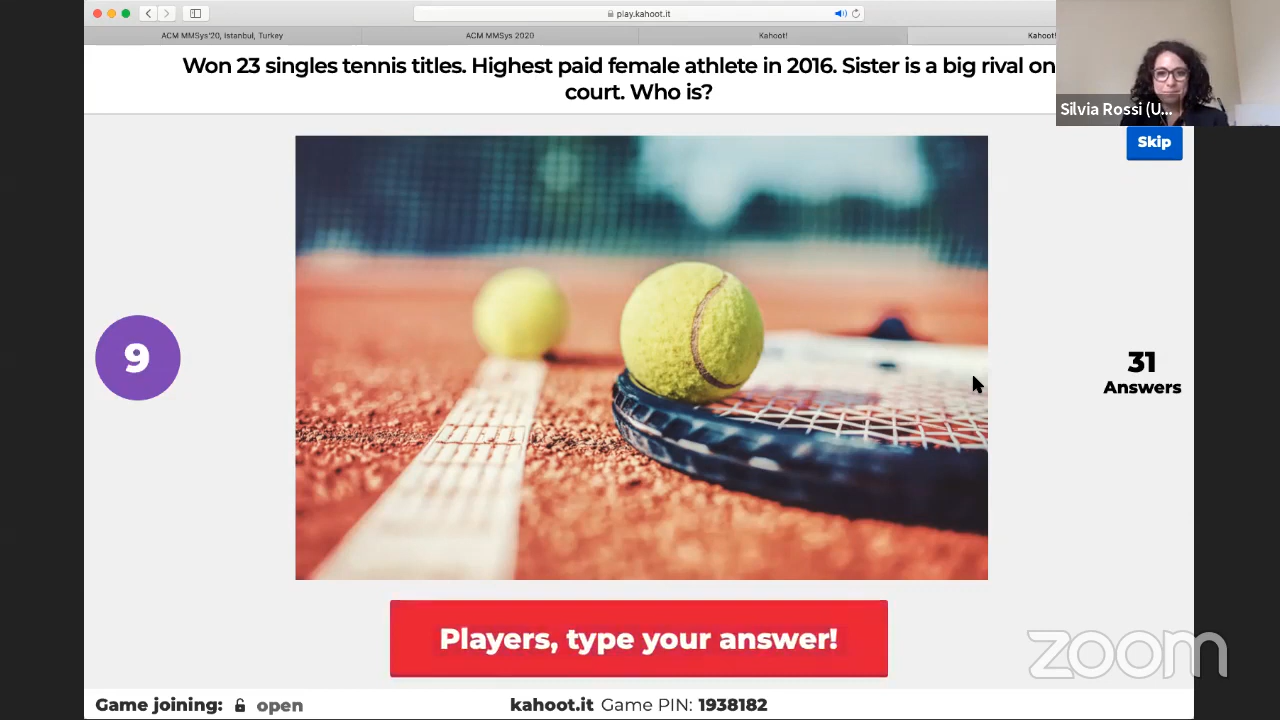 play.kahoot.it
ACM MMSys'20, Istanbul, Turkey
ACM MMSys 2020
Kahoot!
Kahoot!
Won 23 singles tennis titles. Highest paid female athlete in 2016. Sister is a big rival on
court. Who is?
Silvia Rossi (U...
Skip
9
31
Answers
Players, type your answer!
zoom
Game joining: open
kahoot.it Game PIN: 1938182